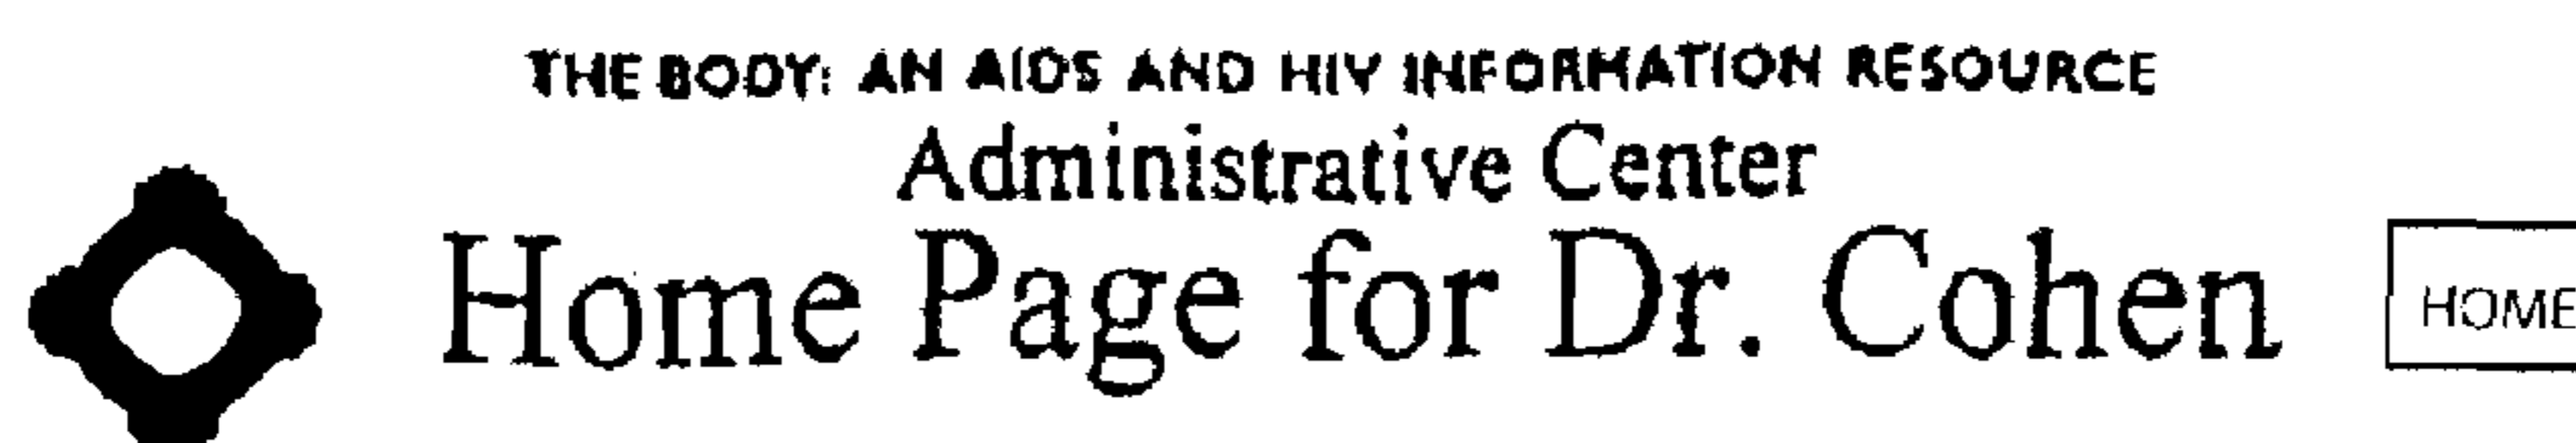 THE BODY: AN AIDS AND HIV INFORMATION RESOURCE
Administrative Center
Home Page for Dr. Cohen
HOME